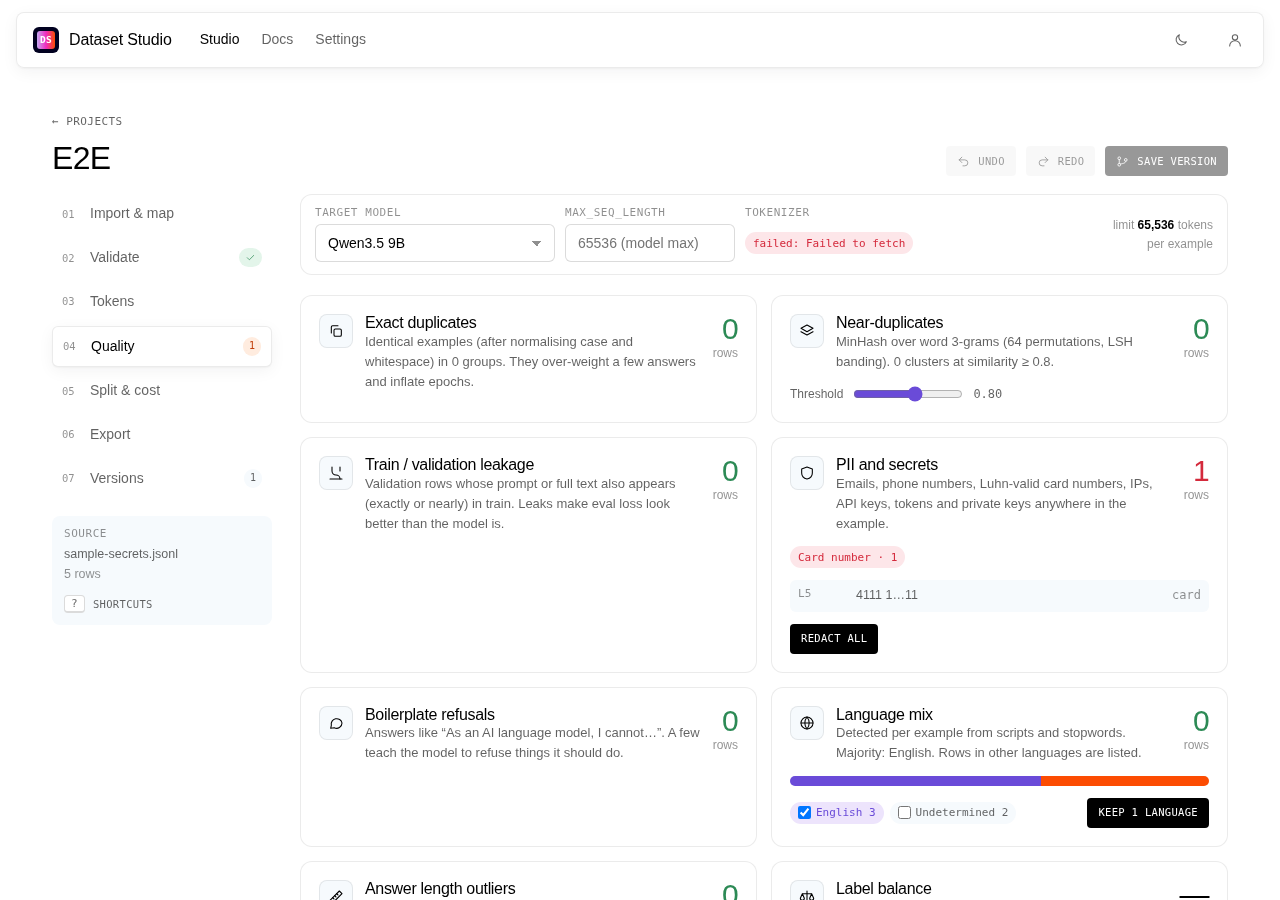 DS Dataset Studio Studio Docs Settings
← PROJECTS
E2E
UNDO REDO SAVE VERSION
01 Import & map
02 Validate
03 Tokens
04 Quality 1
05 Split & cost
06 Export
07 Versions 1
SOURCE
sample-secrets.jsonl
5 rows
? SHORTCUTS
TARGET MODEL
Qwen3.5 9B
MAX_SEQ_LENGTH
65536 (model max)
TOKENIZER
failed: Failed to fetch
limit 65,536 tokens
per example
Exact duplicates
Identical examples (after normalising case and
whitespace) in 0 groups. They over-weight a few answers
and inflate epochs.
0
rows
Near-duplicates
MinHash over word 3-grams (64 permutations, LSH
banding). 0 clusters at similarity ≥ 0.8.
0
rows
Threshold 0.80
Train / validation leakage
Validation rows whose prompt or full text also appears
(exactly or nearly) in train. Leaks make eval loss look
better than the model is.
0
rows
PII and secrets
Emails, phone numbers, Luhn-valid card numbers, IPs,
API keys, tokens and private keys anywhere in the
example.
1
rows
Card number · 1
L5 4111 1…11 card
REDACT ALL
Boilerplate refusals
Answers like “As an AI language model, I cannot…”. A few
teach the model to refuse things it should do.
0
rows
Language mix
Detected per example from scripts and stopwords.
Majority: English. Rows in other languages are listed.
0
rows
English 3 Undetermined 2 KEEP 1 LANGUAGE
Answer length outliers
0
Label balance